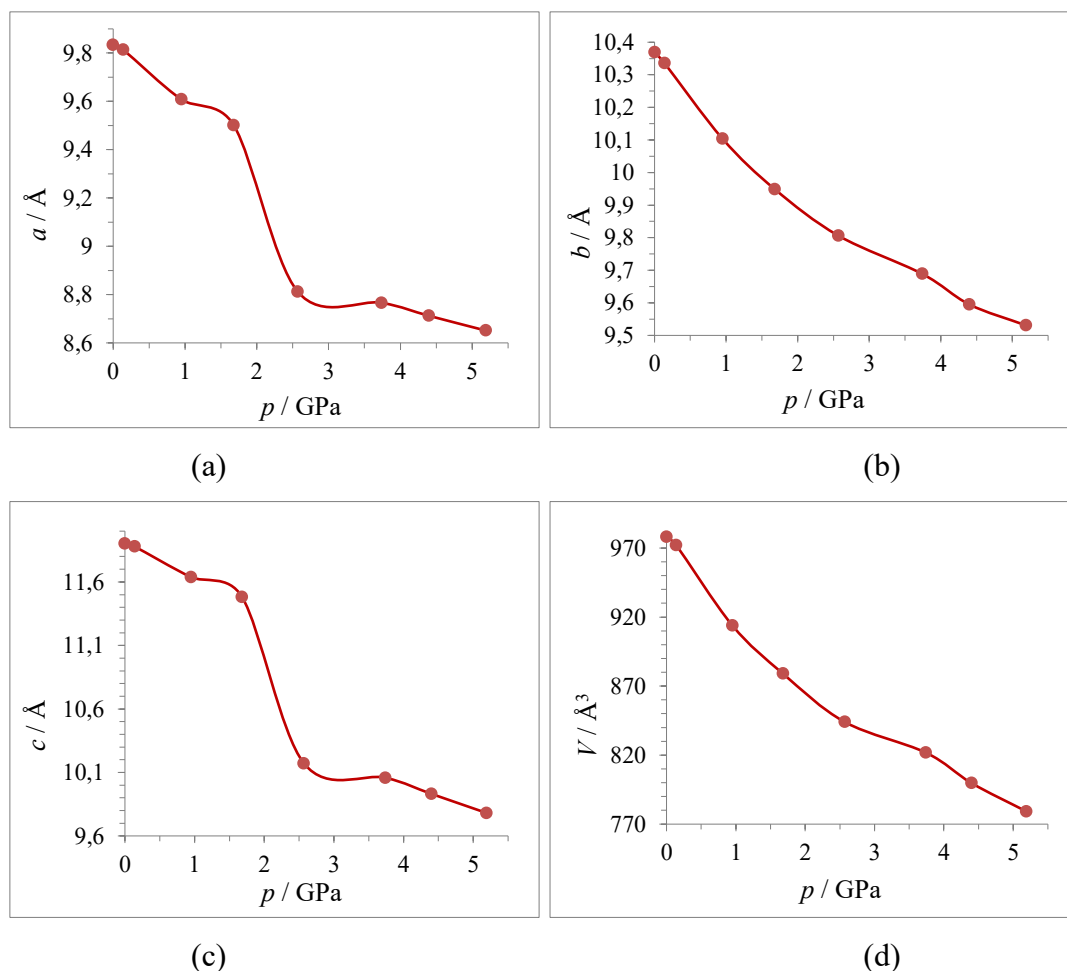 9,8
9,6
9,4
9,2
9
8,8
8,6
a / Å
0 1 2 3 4 5
p / GPa
(a)
10,4
10,3
10,2
10,1
10
9,9
9,8
9,7
9,6
9,5
b / Å
0 1 2 3 4 5
p / GPa
(b)
11,6
11,1
10,6
10,1
9,6
c / Å
0 1 2 3 4 5
p / GPa
(c)
970
920
870
820
770
V / Å³
0 1 2 3 4 5
p / GPa
(d)